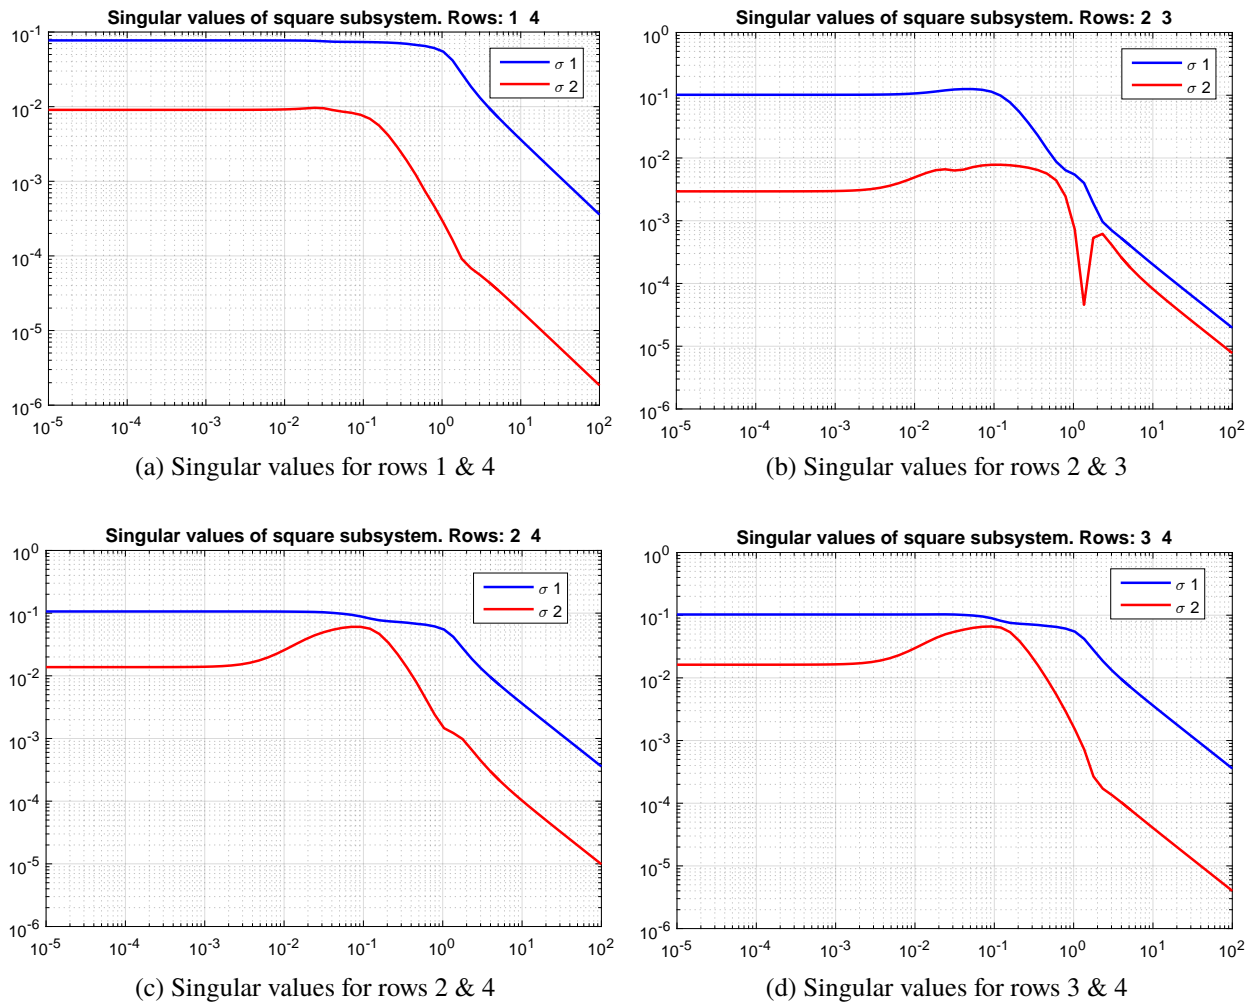 Singular values of square subsystem. Rows: 1 4
10^-1
10^-2
10^-3
10^-4
10^-5
10^-6
σ 1
σ 2
10^-5 10^-4 10^-3 10^-2 10^-1 10^0 10^1 10^2
(a) Singular values for rows 1 & 4
Singular values of square subsystem. Rows: 2 3
10^0
10^-1
10^-2
10^-3
10^-4
10^-5
10^-6
σ 1
σ 2
10^-5 10^-4 10^-3 10^-2 10^-1 10^0 10^1 10^2
(b) Singular values for rows 2 & 3
Singular values of square subsystem. Rows: 2 4
10^0
10^-1
10^-2
10^-3
10^-4
10^-5
10^-6
σ 1
σ 2
10^-5 10^-4 10^-3 10^-2 10^-1 10^0 10^1 10^2
(c) Singular values for rows 2 & 4
Singular values of square subsystem. Rows: 3 4
10^0
10^-1
10^-2
10^-3
10^-4
10^-5
10^-6
σ 1
σ 2
10^-5 10^-4 10^-3 10^-2 10^-1 10^0 10^1 10^2
(d) Singular values for rows 3 & 4